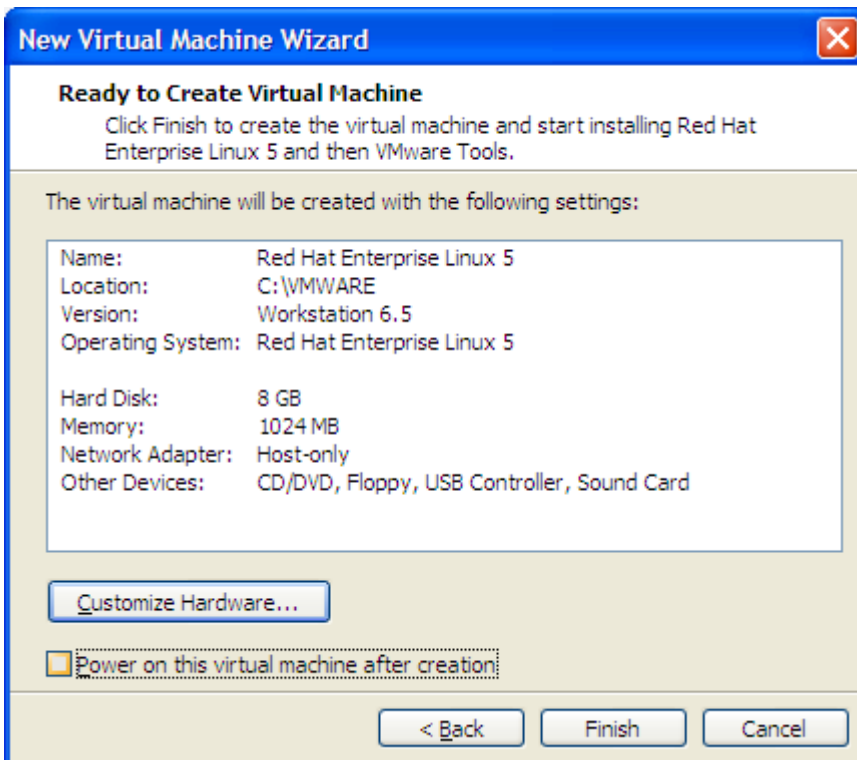 New Virtual Machine Wizard
Ready to Create Virtual Machine
Click Finish to create the virtual machine and start installing Red Hat
Enterprise Linux 5 and then VMware Tools.
The virtual machine will be created with the following settings:
Name: Red Hat Enterprise Linux 5
Location: C:\VMWARE
Version: Workstation 6.5
Operating System: Red Hat Enterprise Linux 5
Hard Disk: 8 GB
Memory: 1024 MB
Network Adapter: Host-only
Other Devices: CD/DVD, Floppy, USB Controller, Sound Card
Customize Hardware...
Power on this virtual machine after creation
< Back Finish Cancel